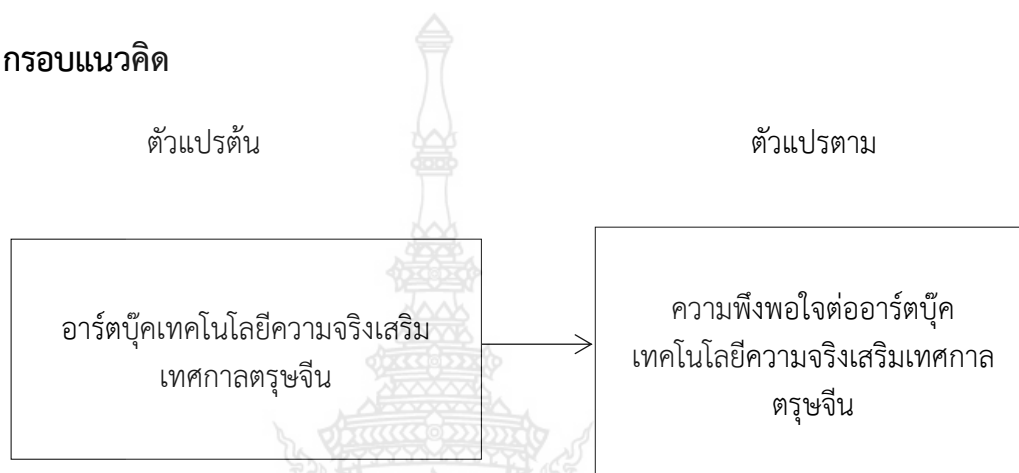 กรอบแนวคิด
ตัวแปรต้น
ตัวแปรตาม
อาร์ตบุ๊คเทคโนโลยีความจริงเสริม
เทศกาลตรุษจีน
ความพึงพอใจต่ออาร์ตบุ๊ค
เทคโนโลยีความจริงเสริมเทศกาล
ตรุษจีน